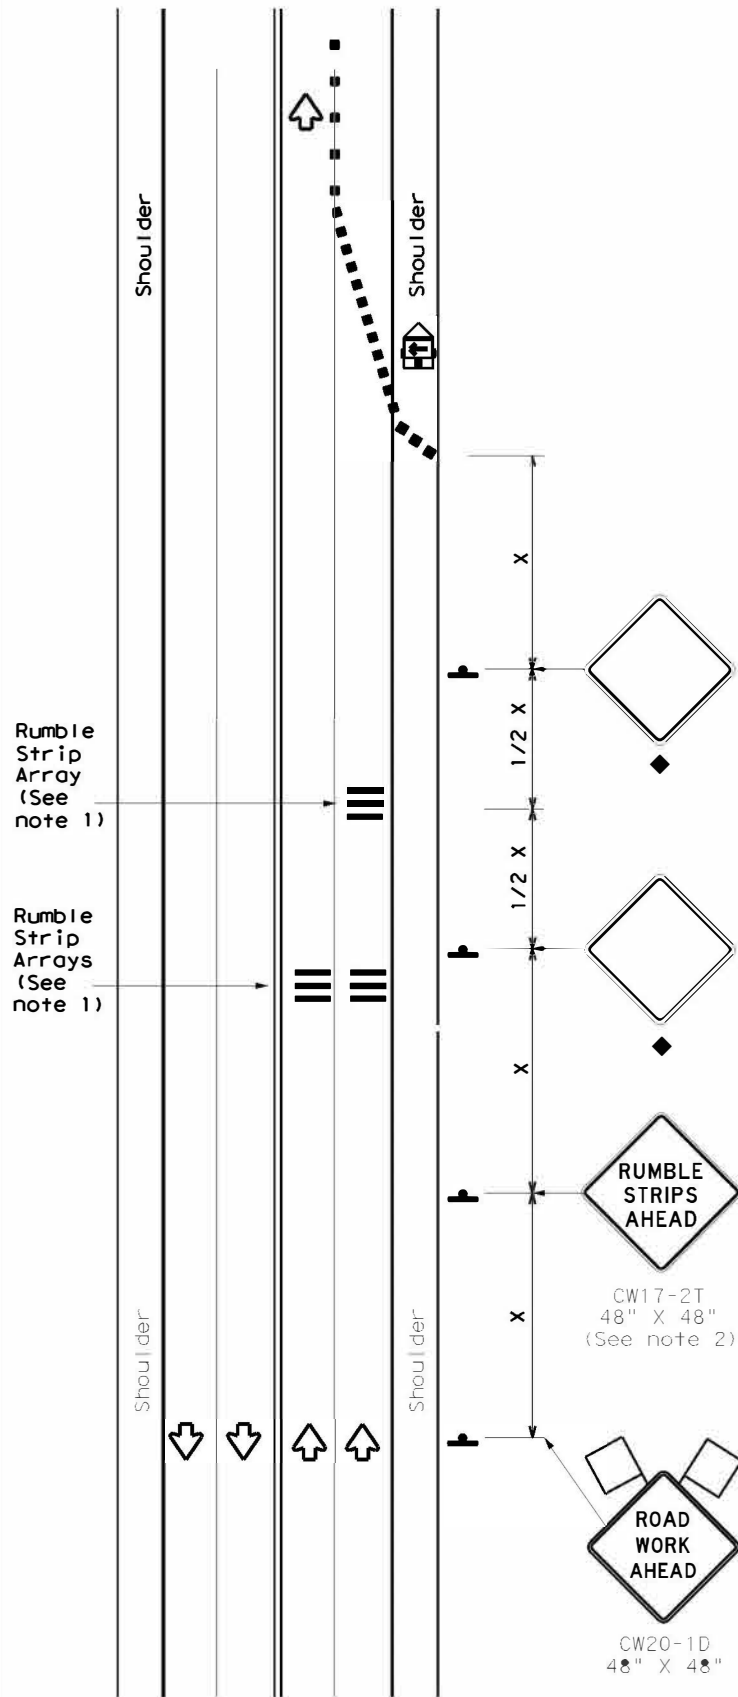 Shoulder
Shoulder
X
1/2 X
Rumble
Strip
Array
(See
note 1)
1/2 X
Rumble
Strip
Arrays
(See
note 1)
X
RUMBLE
STRIPS
AHEAD
CW17-2T
48" X 48"
(See note 2)
X
Shoulder
Shoulder
ROAD
WORK
AHEAD
CW20-1D
48" X 48"